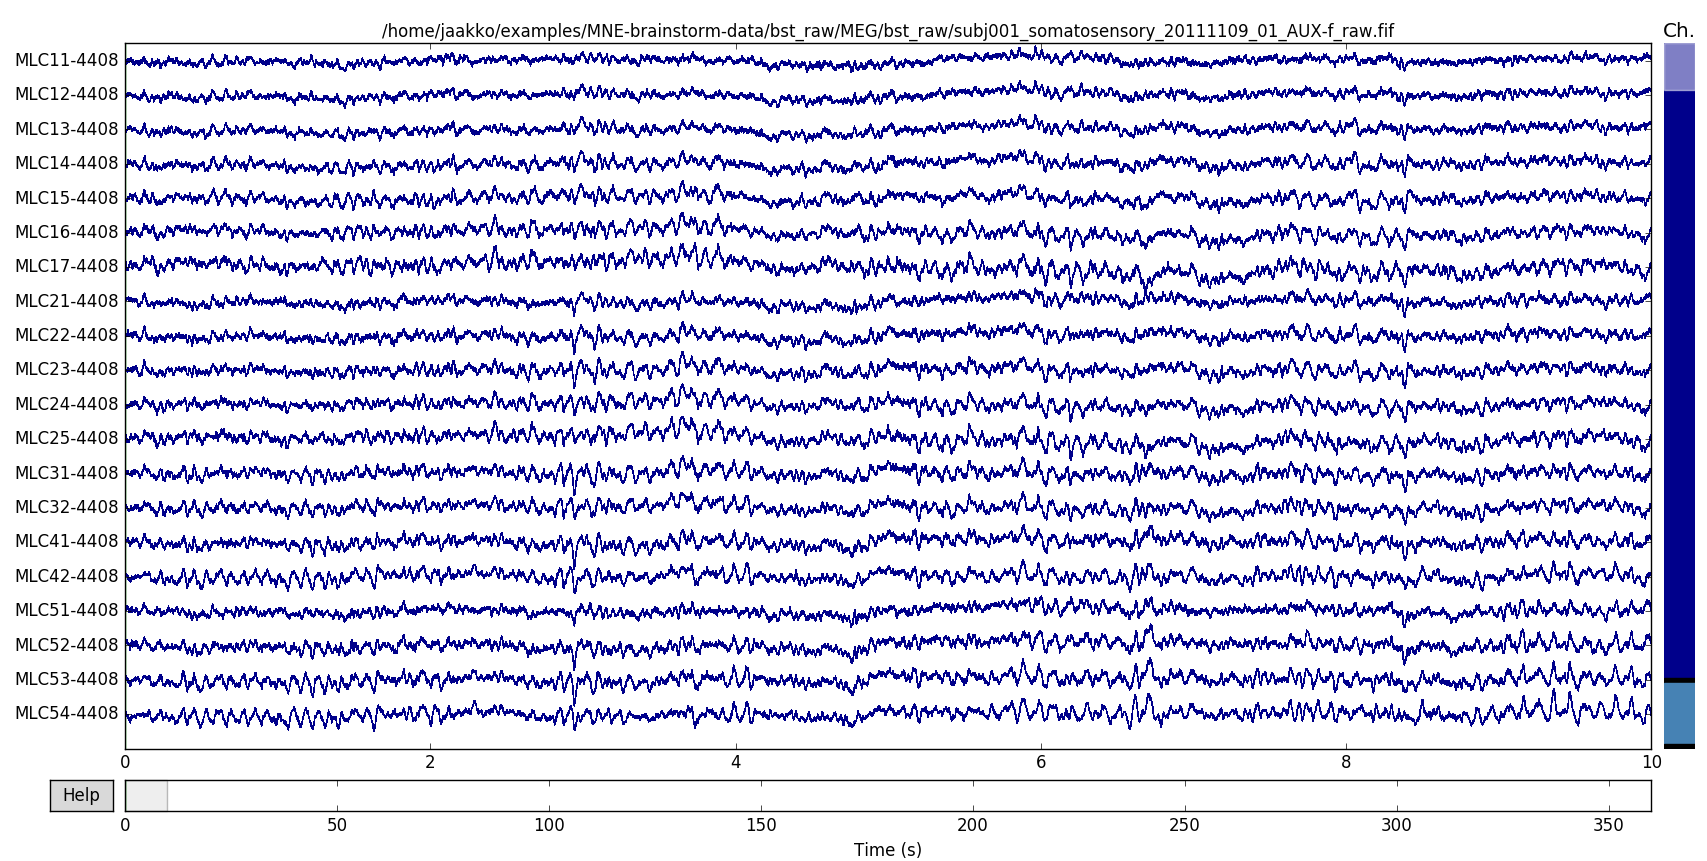 /home/jaakko/examples/MNE-brainstorm-data/bst_raw/MEG/bst_raw/subj001_somatosensory_20111109_01_AUX-f_raw.fif
Ch.
MLC11-4408
MLC12-4408
MLC13-4408
MLC14-4408
MLC15-4408
MLC16-4408
MLC17-4408
MLC21-4408
MLC22-4408
MLC23-4408
MLC24-4408
MLC25-4408
MLC31-4408
MLC32-4408
MLC41-4408
MLC42-4408
MLC51-4408
MLC52-4408
MLC53-4408
MLC54-4408
0 2 4 6 8 10
Help
0 50 100 150 200 250 300 350
Time (s)